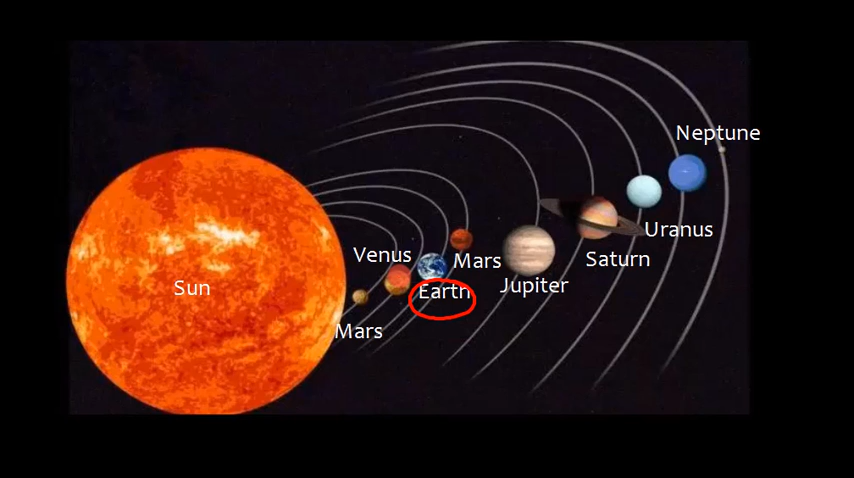 Neptune
Uranus
Venus
Mars
Saturn
Sun
Earth
Jupiter
Mars